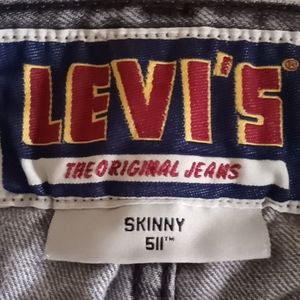 LEVI'S®
THE ORIGINAL JEANS
SKINNY
511™